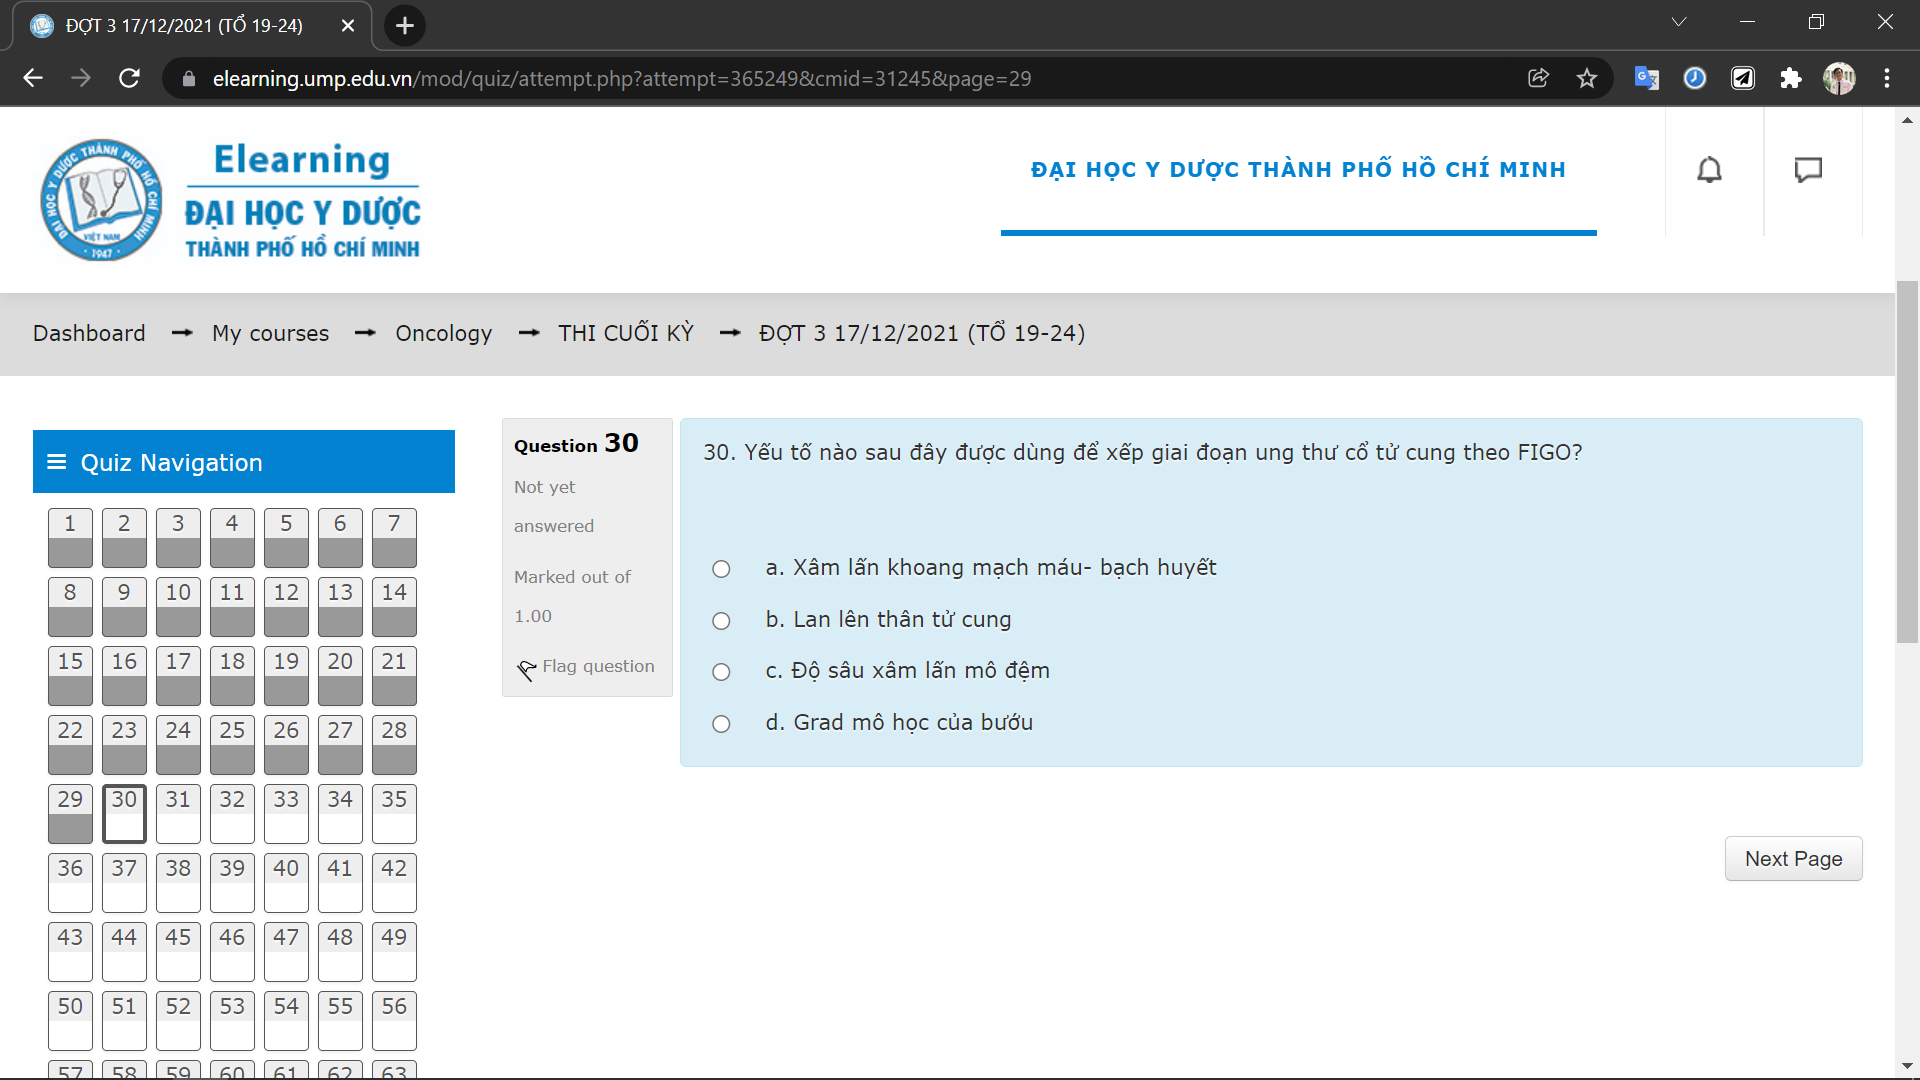 ĐỢT 3 17/12/2021 (TỔ 19-24)
elearning.ump.edu.vn/mod/quiz/attempt.php?attempt=365249&cmid=31245&page=29
ĐẠI HỌC Y DƯỢC THÀNH PHỐ HỒ CHÍ MINH
VIỆT NAM
1947
Elearning
ĐẠI HỌC Y DƯỢC
THÀNH PHỐ HỒ CHÍ MINH
ĐẠI HỌC Y DƯỢC THÀNH PHỐ HỒ CHÍ MINH
Dashboard → My courses → Oncology → THI CUỐI KỲ → ĐỢT 3 17/12/2021 (TỔ 19-24)
Quiz Navigation
1 2 3 4 5 6 7
8 9 10 11 12 13 14
15 16 17 18 19 20 21
22 23 24 25 26 27 28
29 30 31 32 33 34 35
36 37 38 39 40 41 42
43 44 45 46 47 48 49
50 51 52 53 54 55 56
57 58 59 60 61 62 63
Question 30
Not yet
answered
Marked out of
1.00
Flag question
30. Yếu tố nào sau đây được dùng để xếp giai đoạn ung thư cổ tử cung theo FIGO?
a. Xâm lấn khoang mạch máu- bạch huyết
b. Lan lên thân tử cung
c. Độ sâu xâm lấn mô đệm
d. Grad mô học của bướu
Next Page